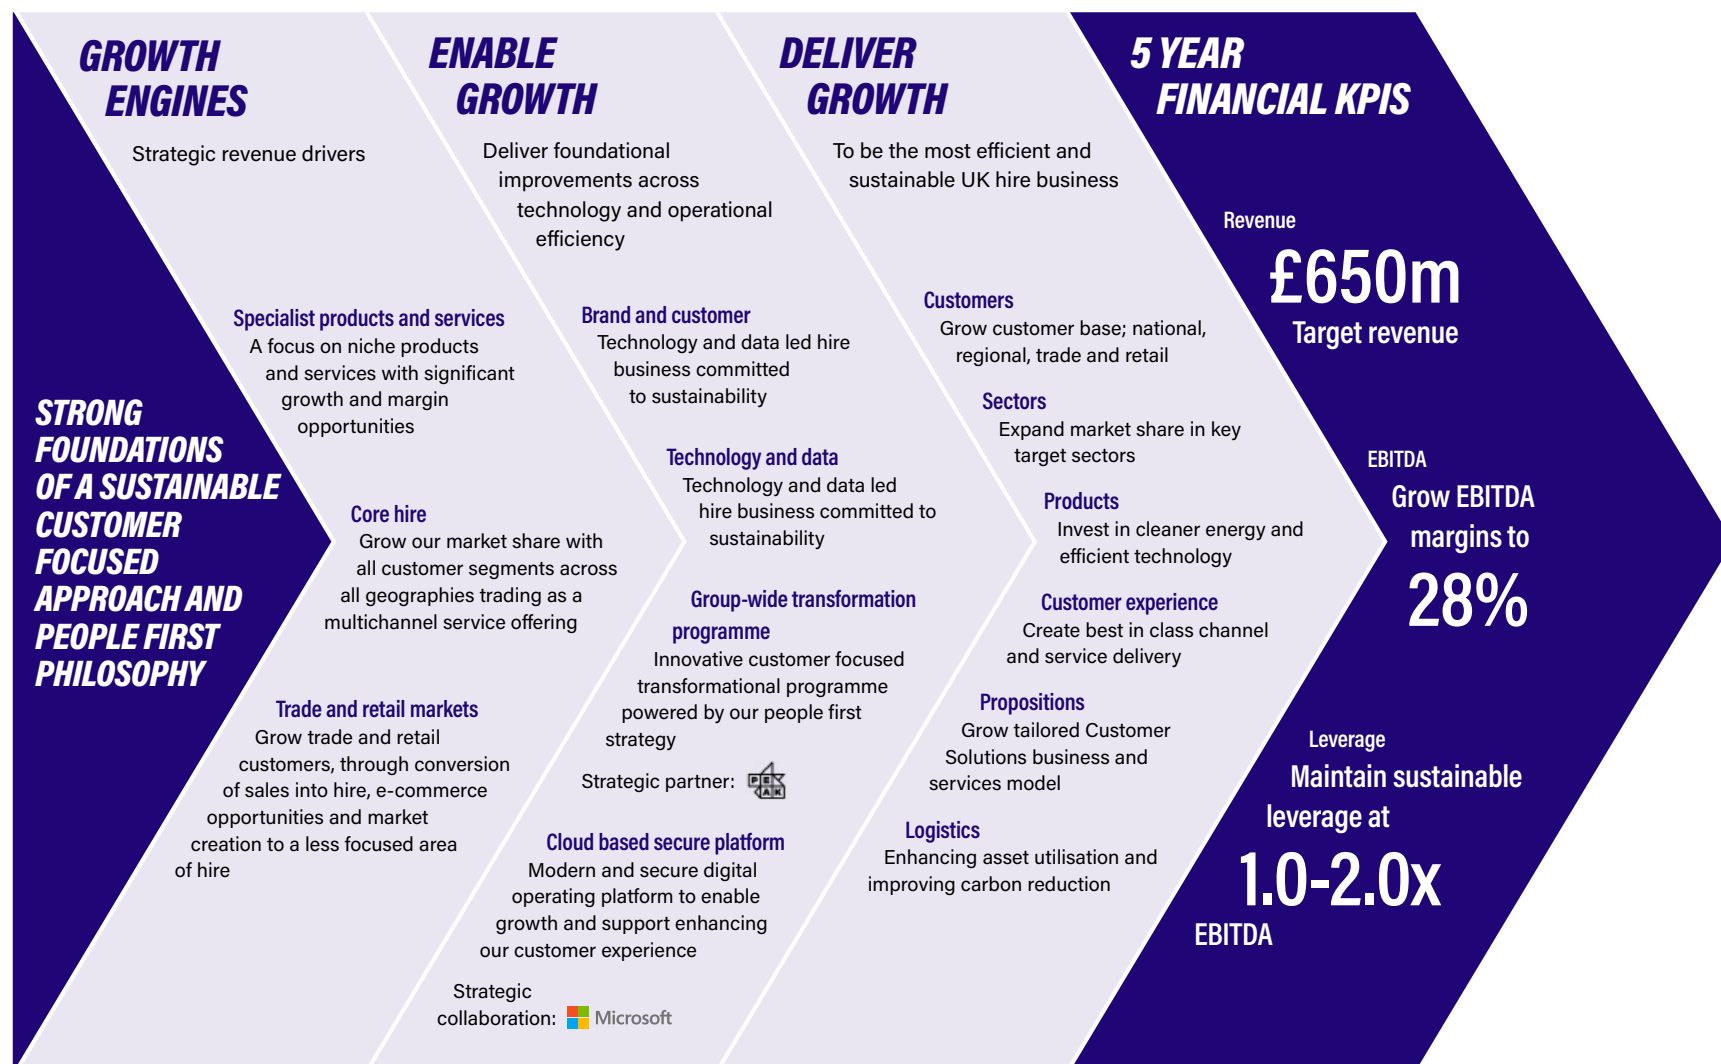 STRONG
FOUNDATIONS
OF A SUSTAINABLE
CUSTOMER
FOCUSED
APPROACH AND
PEOPLE FIRST
PHILOSOPHY
GROWTH
ENGINES
Strategic revenue drivers
Specialist products and services
A focus on niche products
and services with significant
growth and margin
opportunities
Core hire
Grow our market share with
all customer segments across
all geographies trading as a
multichannel service offering
Trade and retail markets
Grow trade and retail
customers, through conversion
of sales into hire, e-commerce
opportunities and market
creation to a less focused area
of hire
ENABLE
GROWTH
Deliver foundational
improvements across
technology and operational
efficiency
Brand and customer
Technology and data led hire
business committed
to sustainability
Technology and data
Technology and data led
hire business committed to
sustainability
Group-wide transformation
programme
Innovative customer focused
transformational programme
powered by our people first
strategy
Strategic partner: PEAK
Cloud based secure platform
Modern and secure digital
operating platform to enable
growth and support enhancing
our customer experience
Strategic
collaboration: Microsoft
DELIVER
GROWTH
To be the most efficient and
sustainable UK hire business
Customers
Grow customer base; national,
regional, trade and retail
Sectors
Expand market share in key
target sectors
Products
Invest in cleaner energy and
efficient technology
Customer experience
Create best in class channel
and service delivery
Propositions
Grow tailored Customer
Solutions business and
services model
Logistics
Enhancing asset utilisation and
improving carbon reduction
5 YEAR
FINANCIAL KPIS
Revenue
£650m
Target revenue
EBITDA
Grow EBITDA
margins to
28%
Leverage
Maintain sustainable
leverage at
1.0-2.0x
EBITDA